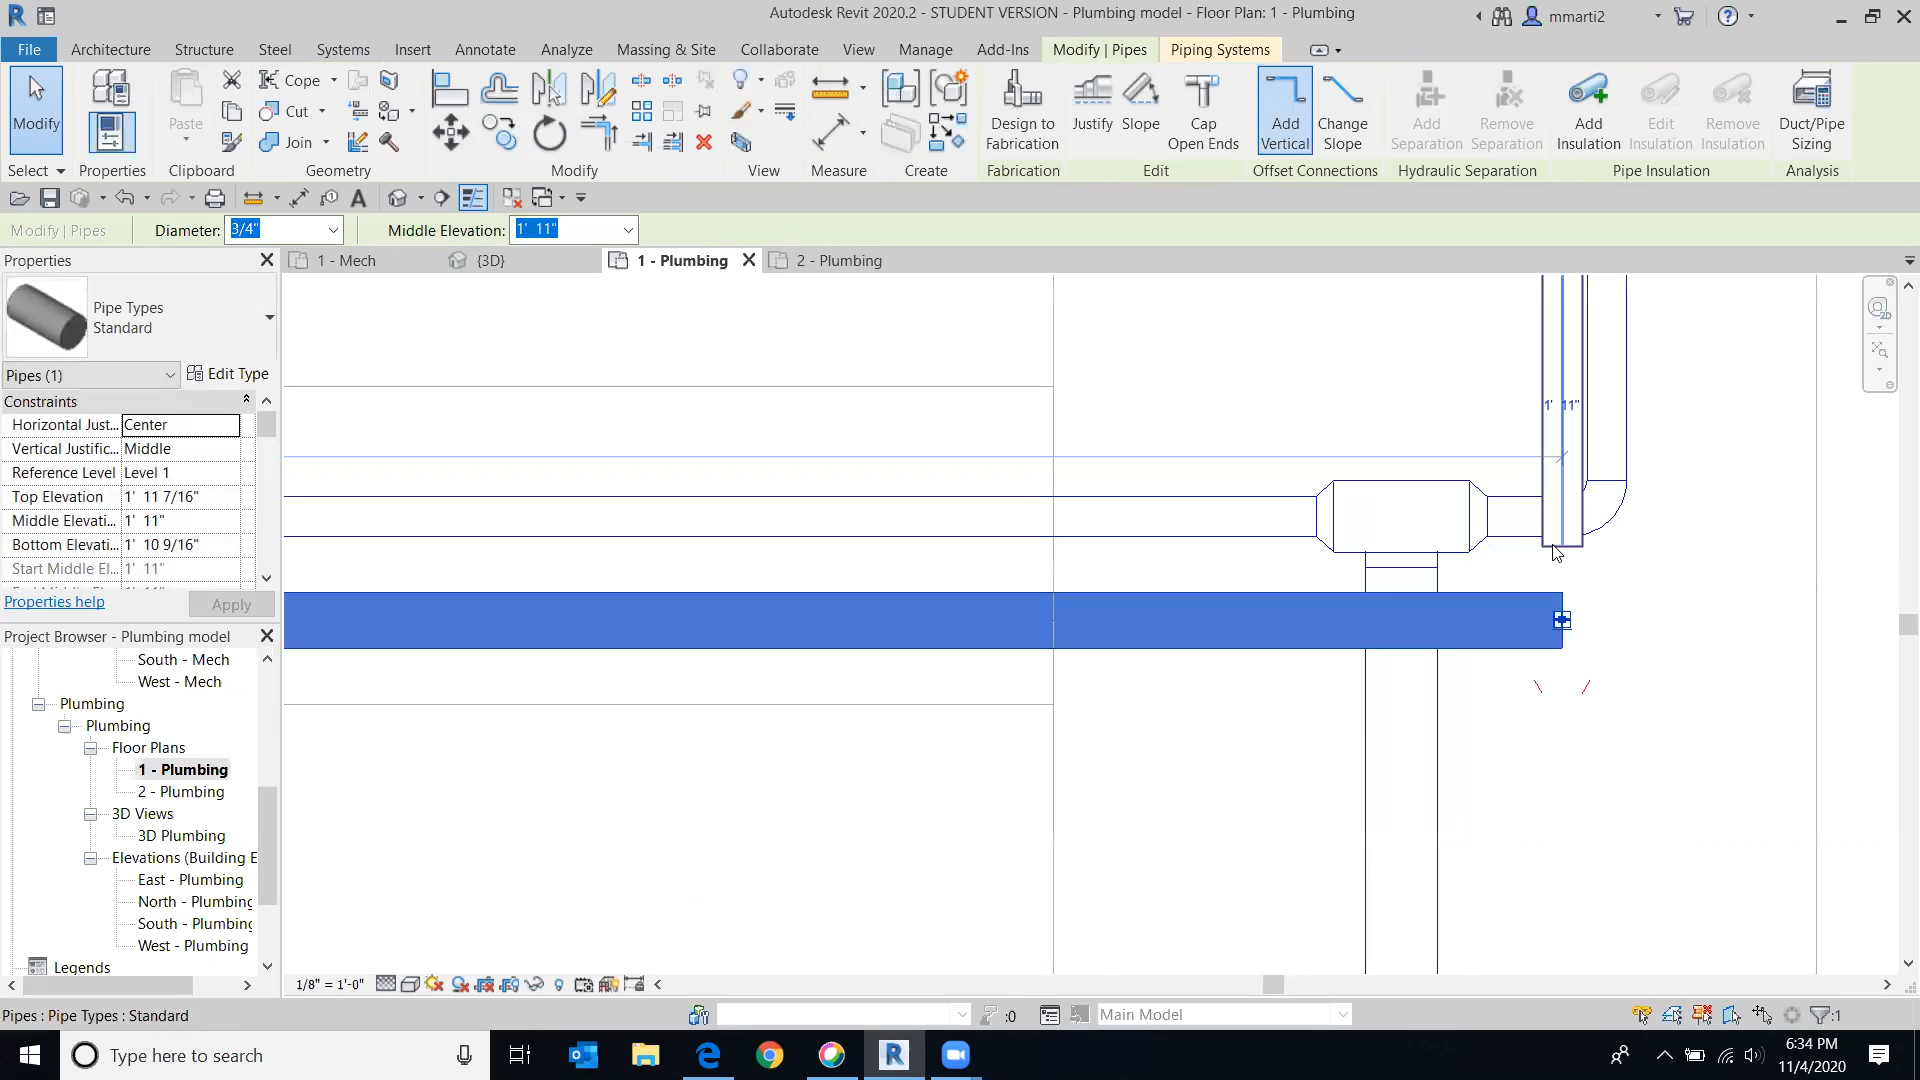 Autodesk Revit 2020.2 - STUDENT VERSION - Plumbing model - Floor Plan: 1 - Plumbing
mmarti2
File Architecture Structure Steel Systems Insert Annotate Analyze Massing & Site Collaborate View Manage Add-Ins Modify | Pipes Piping Systems
Modify
Paste
Cope
Cut
Join
Design to Fabrication
Justify
Slope
Cap Open Ends
Add Vertical
Change Slope
Add Separation
Remove Separation
Add Insulation
Edit Insulation
Remove Insulation
Duct/Pipe Sizing
Select Properties Clipboard Geometry Modify View Measure Create Fabrication Edit Offset Connections Hydraulic Separation Pipe Insulation Analysis
Modify | Pipes Diameter: 3/4" Middle Elevation: 1' 11"
Properties
1 - Mech {3D} 1 - Plumbing 2 - Plumbing
Pipe Types
Standard
Pipes (1) Edit Type
Constraints
Horizontal Just... Center
Vertical Justific... Middle
Reference Level Level 1
Top Elevation 1' 11 7/16"
Middle Elevati... 1' 11"
Bottom Elevati... 1' 10 9/16"
Start Middle El... 1' 11"
Properties help Apply
1' 11"
Project Browser - Plumbing model
South - Mech
West - Mech
Plumbing
Plumbing
Floor Plans
1 - Plumbing
2 - Plumbing
3D Views
3D Plumbing
Elevations (Building E
East - Plumbing
North - Plumbing
South - Plumbing
West - Plumbing
Legends
1/8" = 1'-0"
Pipes : Pipe Types : Standard
:0
Main Model
:1
Type here to search
6:34 PM
11/4/2020